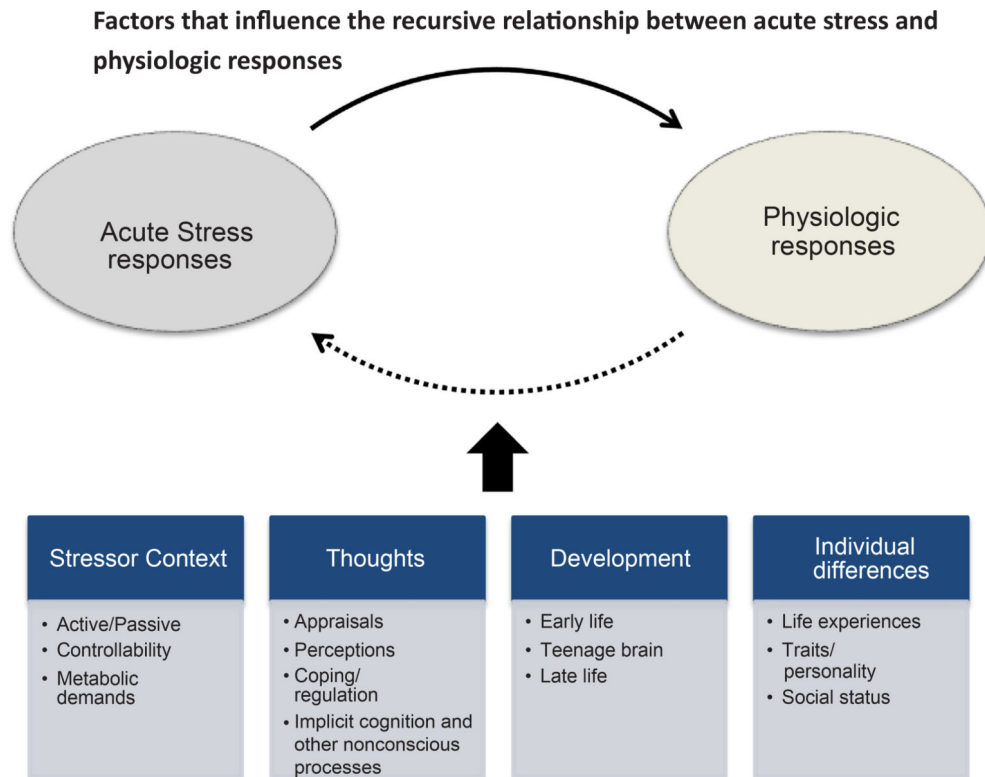 Factors that influence the recursive relationship between acute stress and
physiologic responses
Acute Stress
responses
Physiologic
responses
Stressor Context
• Active/Passive
• Controllability
• Metabolic
demands
Thoughts
• Appraisals
• Perceptions
• Coping/
regulation
• Implicit cognition and
other nonconscious
processes
Development
• Early life
• Teenage brain
• Late life
Individual
differences
• Life experiences
• Traits/
personality
• Social status